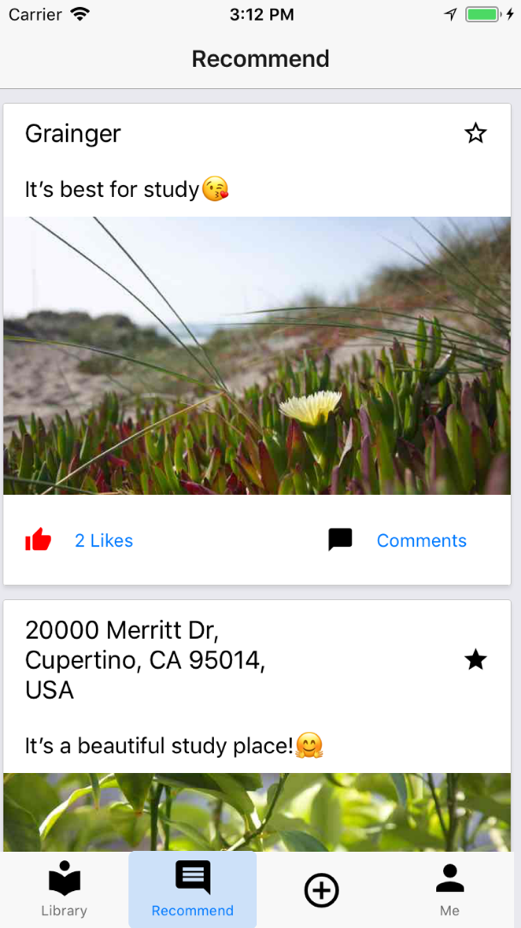 Carrier 3:12 PM
Recommend
Grainger
It's best for study😘
2 Likes Comments
20000 Merritt Dr,
Cupertino, CA 95014,
USA
It's a beautiful study place!🤗
Library Recommend Me